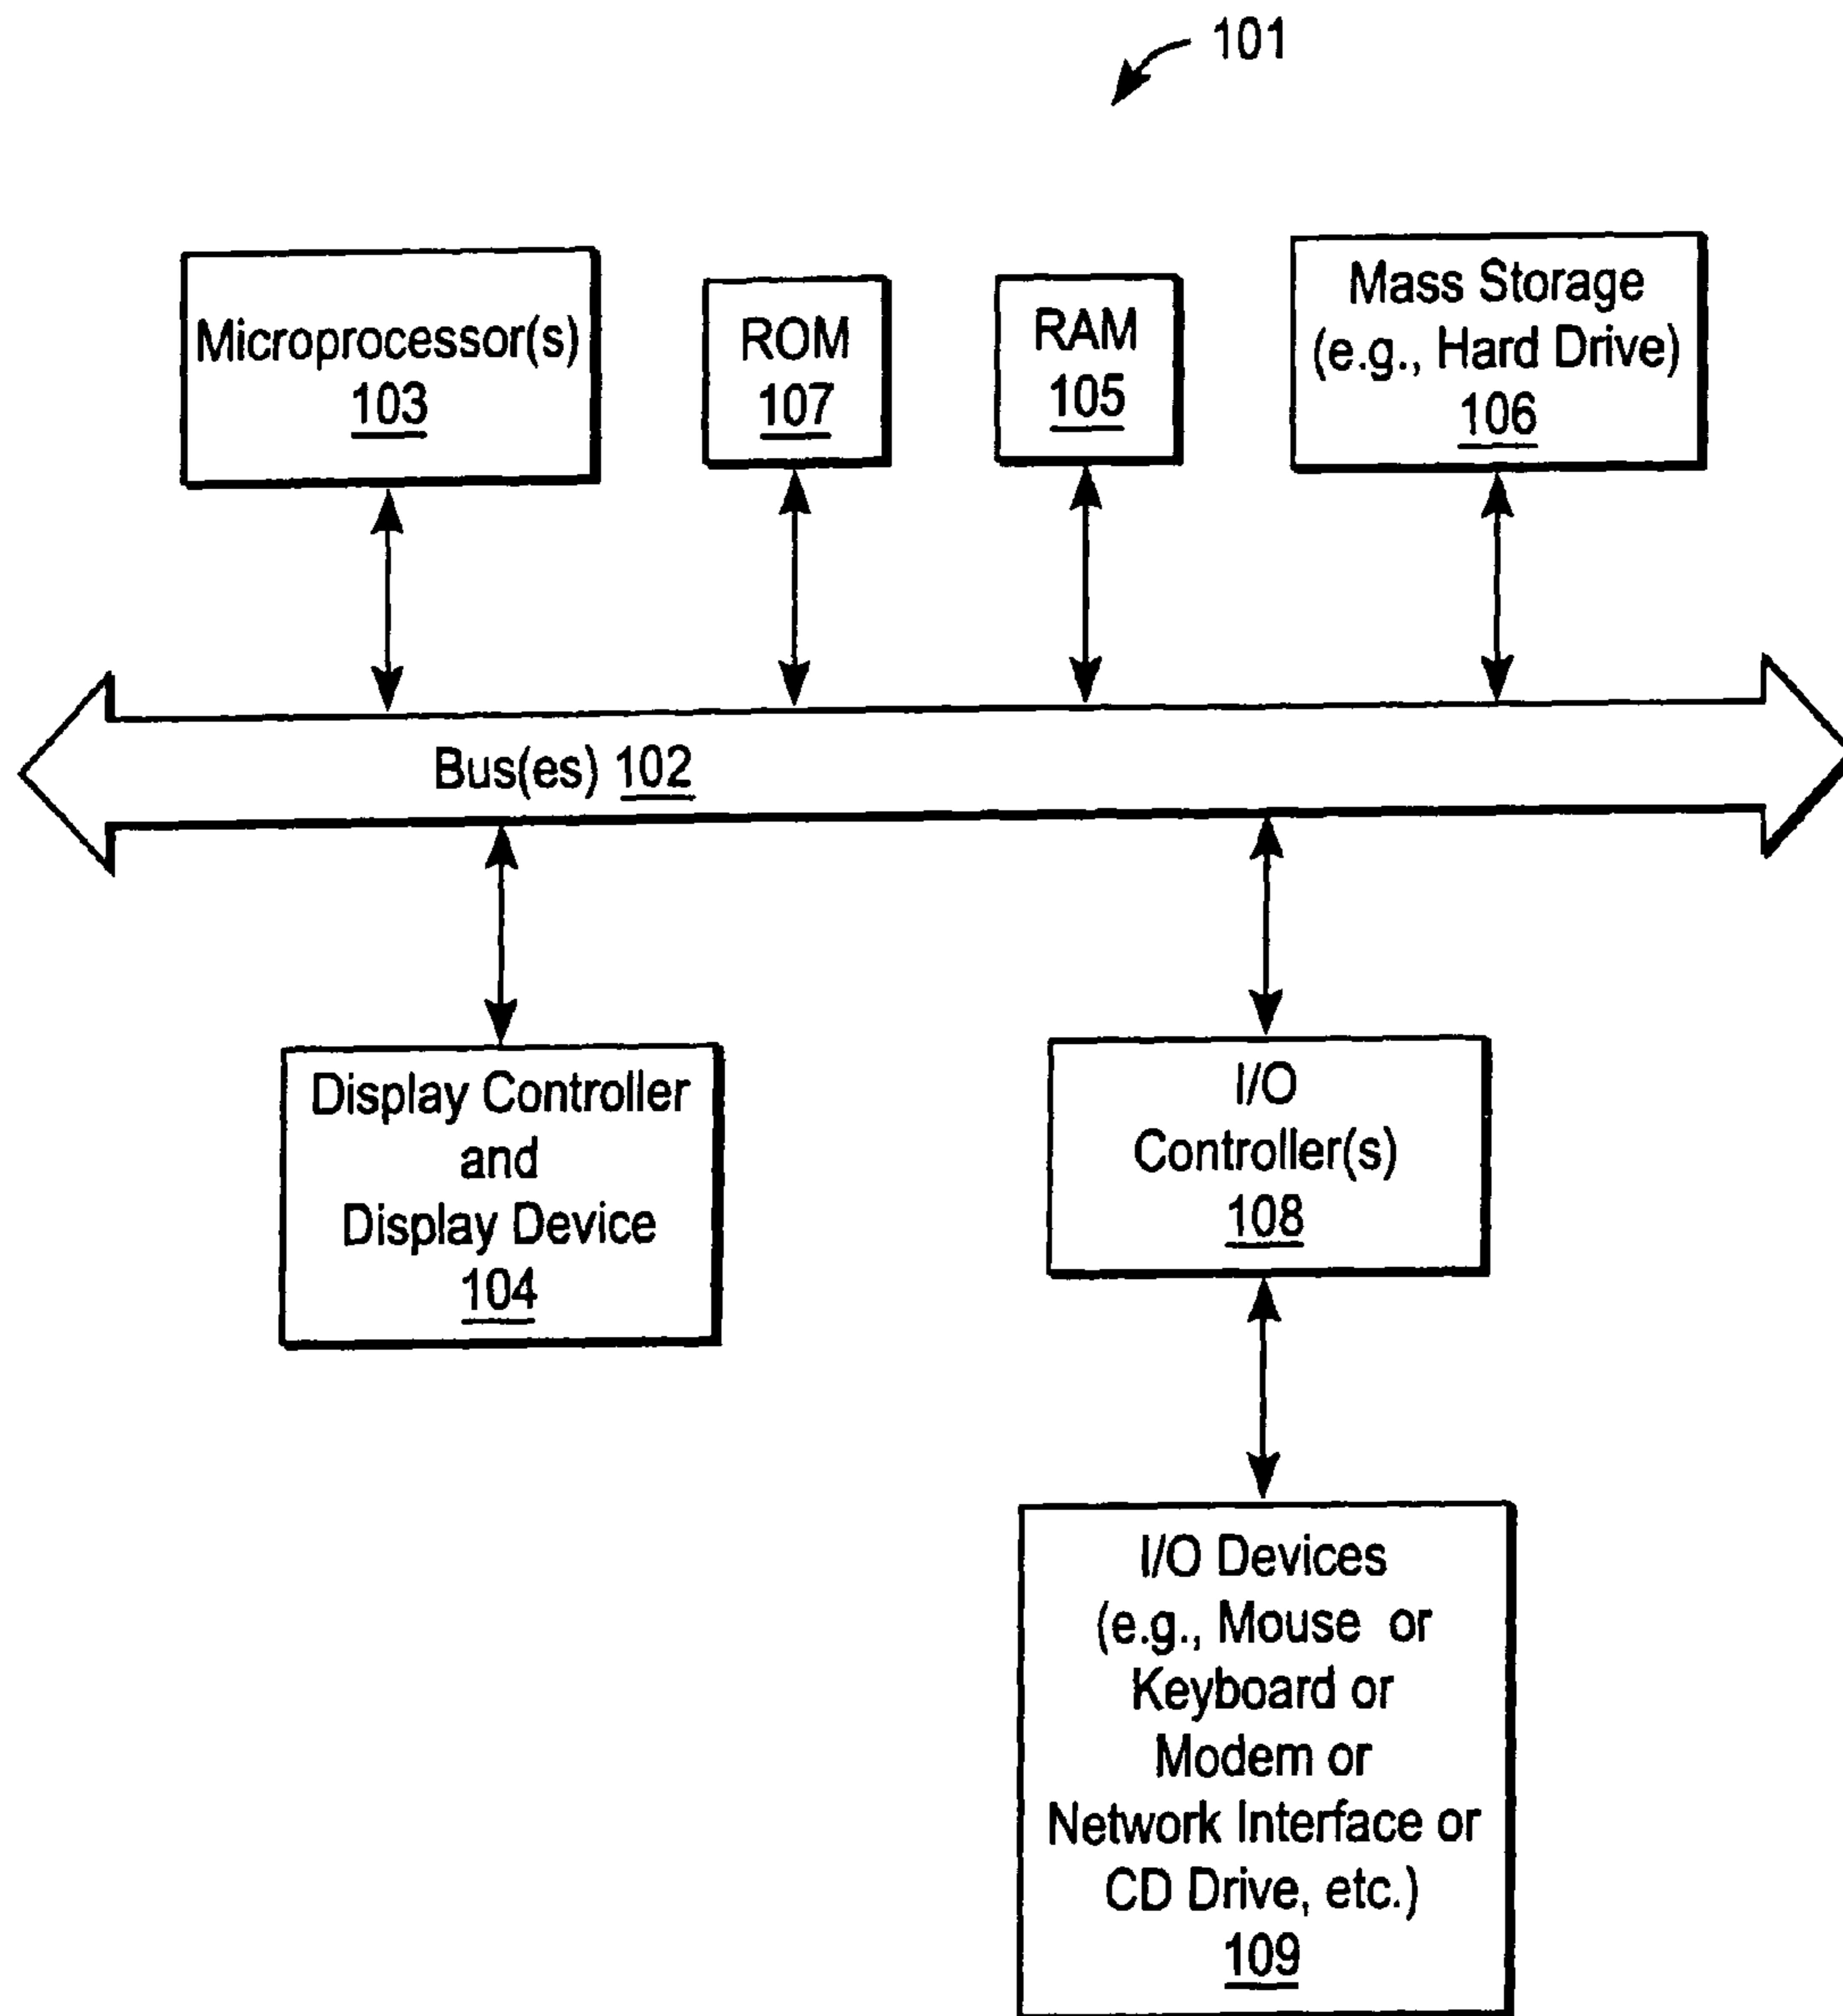 101
Microprocessor(s)
103
ROM
107
RAM
105
Mass Storage
(e.g., Hard Drive)
106
Bus(es) 102
Display Controller
and
Display Device
104
I/O
Controller(s)
108
I/O Devices
(e.g., Mouse or
Keyboard or
Modem or
Network Interface or
CD Drive, etc.)
109